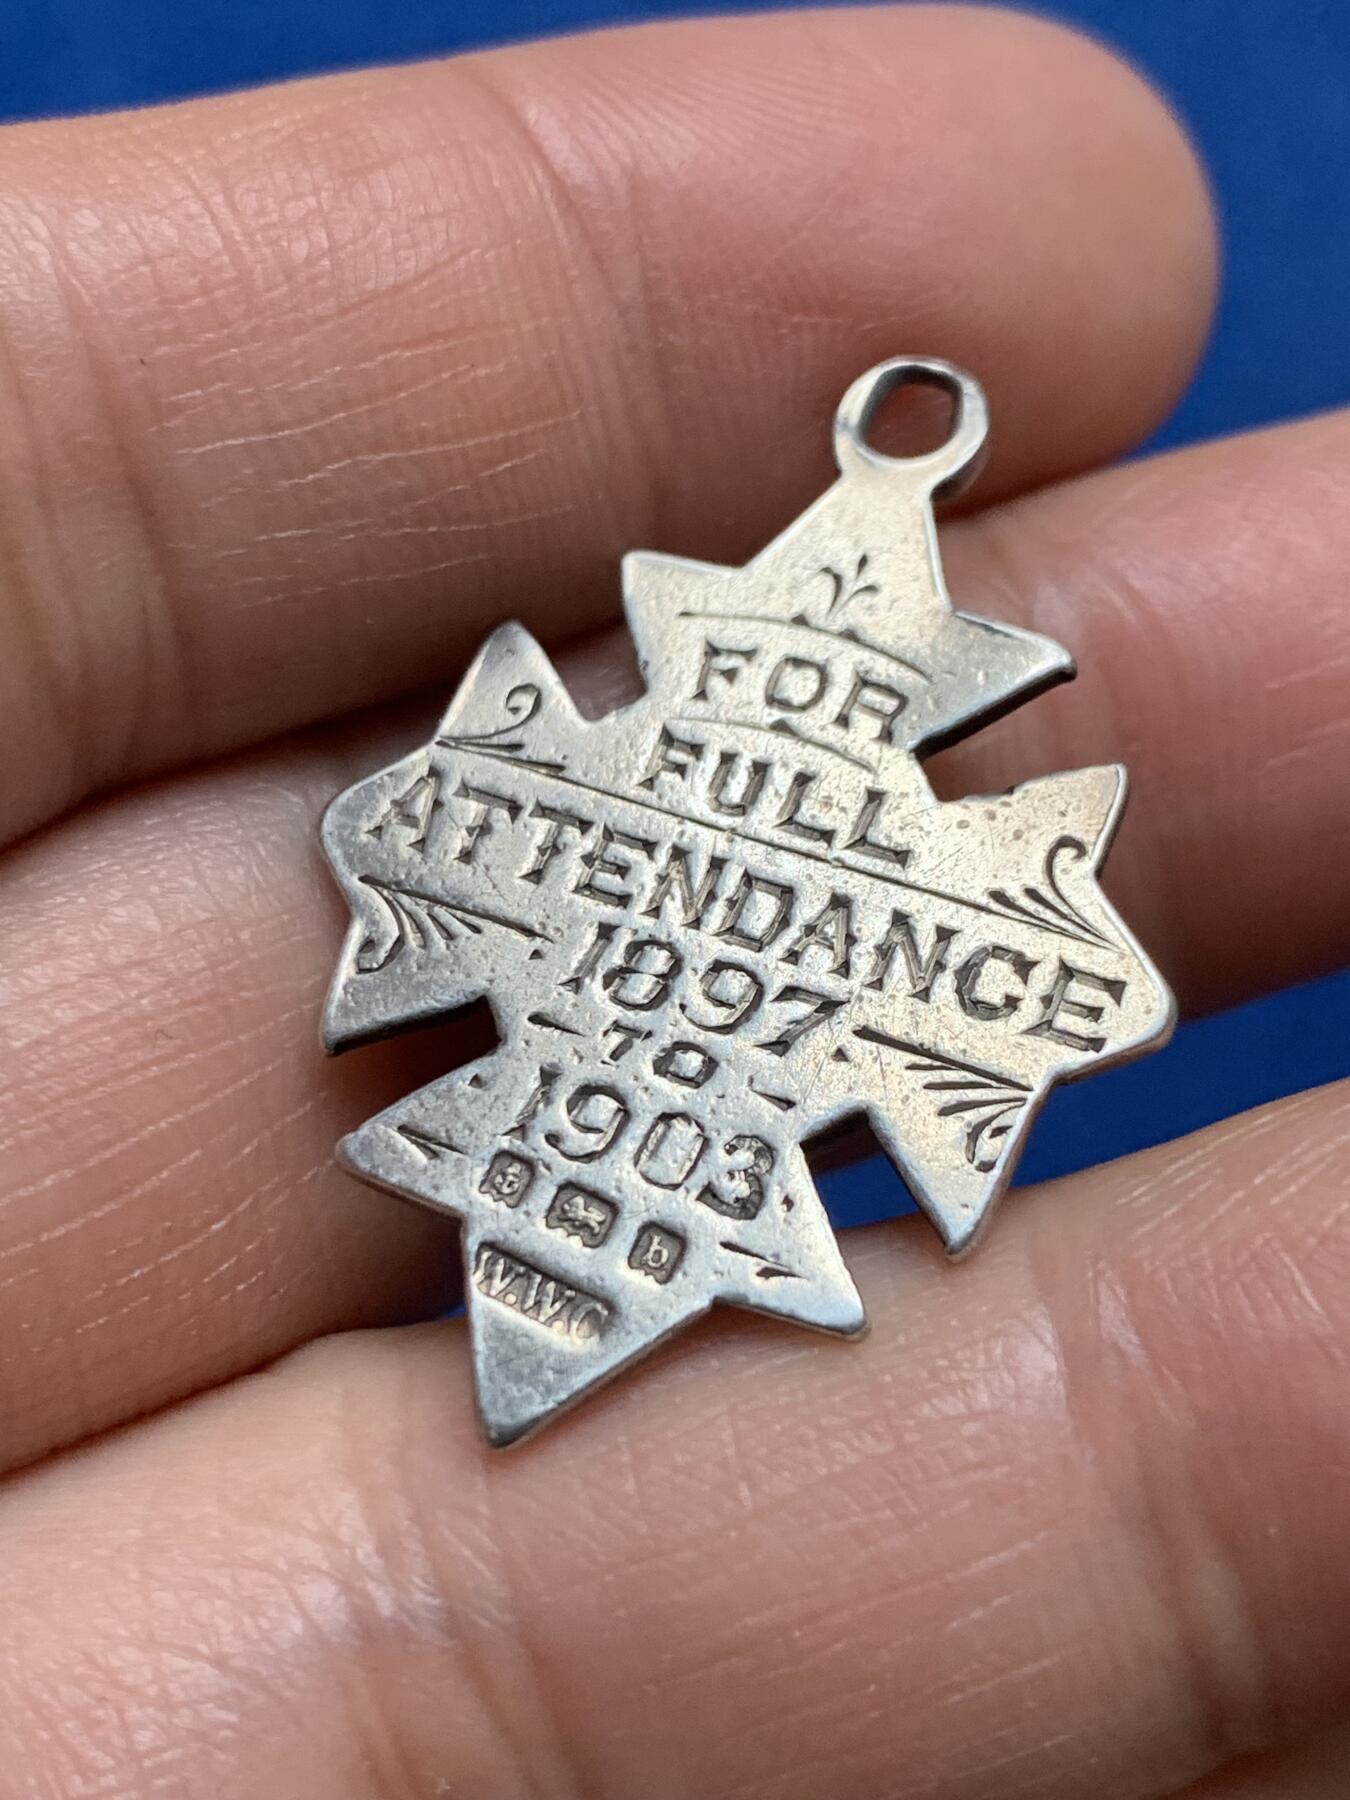 FOR
FULL
ATTENDANCE
1897
TO
1903
b
W.W.C